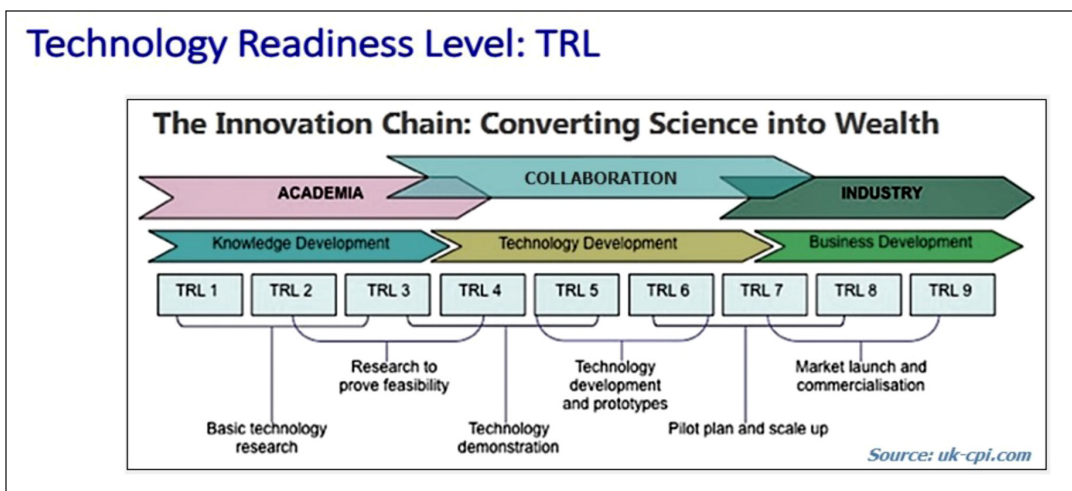 Technology Readiness Level: TRL
The Innovation Chain: Converting Science into Wealth
COLLABORATION
ACADEMIA
INDUSTRY
Knowledge Development
Technology Development
Business Development
TRL 1
TRL 2
TRL 3
TRL 4
TRL 5
TRL 6
TRL 7
TRL 8
TRL 9
Research to
prove feasibility
Technology
development
and prototypes
Market launch and
commercialisation
Basic technology
research
Technology
demonstration
Pilot plan and scale up
Source: uk-cpi.com